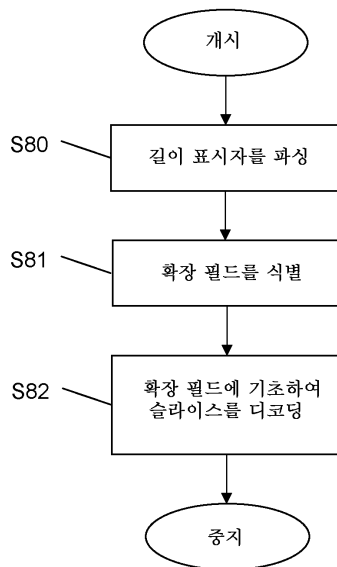 개시
S80
길이 표시자를 파싱
S81
확장 필드를 식별
S82
확장 필드에 기초하여
슬라이스를 디코딩
중지